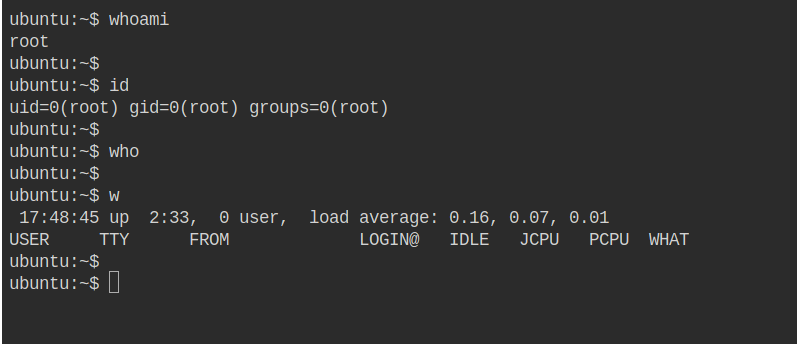 ubuntu:~$ whoami
root
ubuntu:~$
ubuntu:~$ id
uid=0(root) gid=0(root) groups=0(root)
ubuntu:~$
ubuntu:~$ who
ubuntu:~$
ubuntu:~$ w
 17:48:45 up  2:33,  0 user,  load average: 0.16, 0.07, 0.01
USER     TTY      FROM             LOGIN@   IDLE   JCPU   PCPU  WHAT
ubuntu:~$
ubuntu:~$